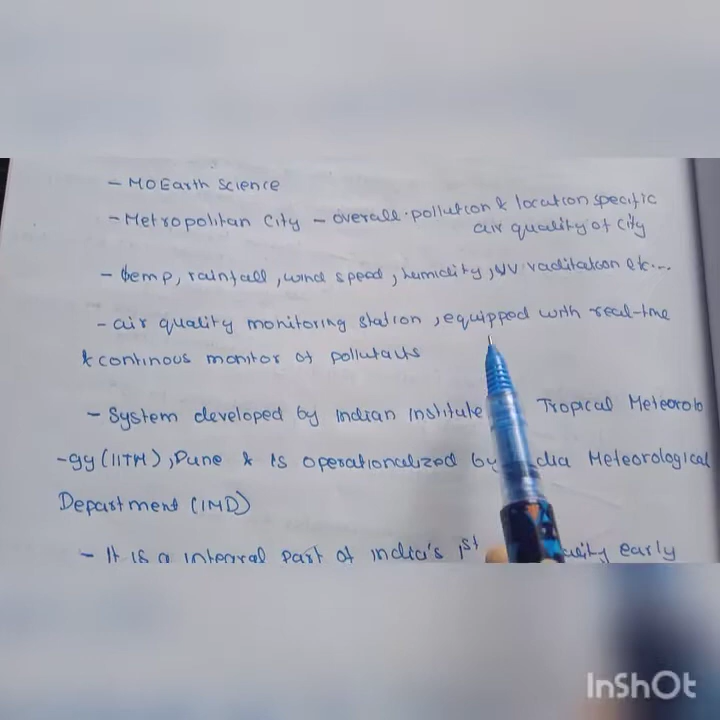 - MOEarth Science
- Metropolitan City - overall pollution & location specific
air quality of city
- temp, rainfall, wind speed, humidity, UV raditation etc...
- air quality monitoring station, equipped with real-time
& continous monitor of pollutants
- System developed by Indian Institute Tropical Meteorolo
-gy (IITM), Pune & is operationalized by Meteorological
Department (IMD)
- It is a integral part of India's 1st early
InShOt